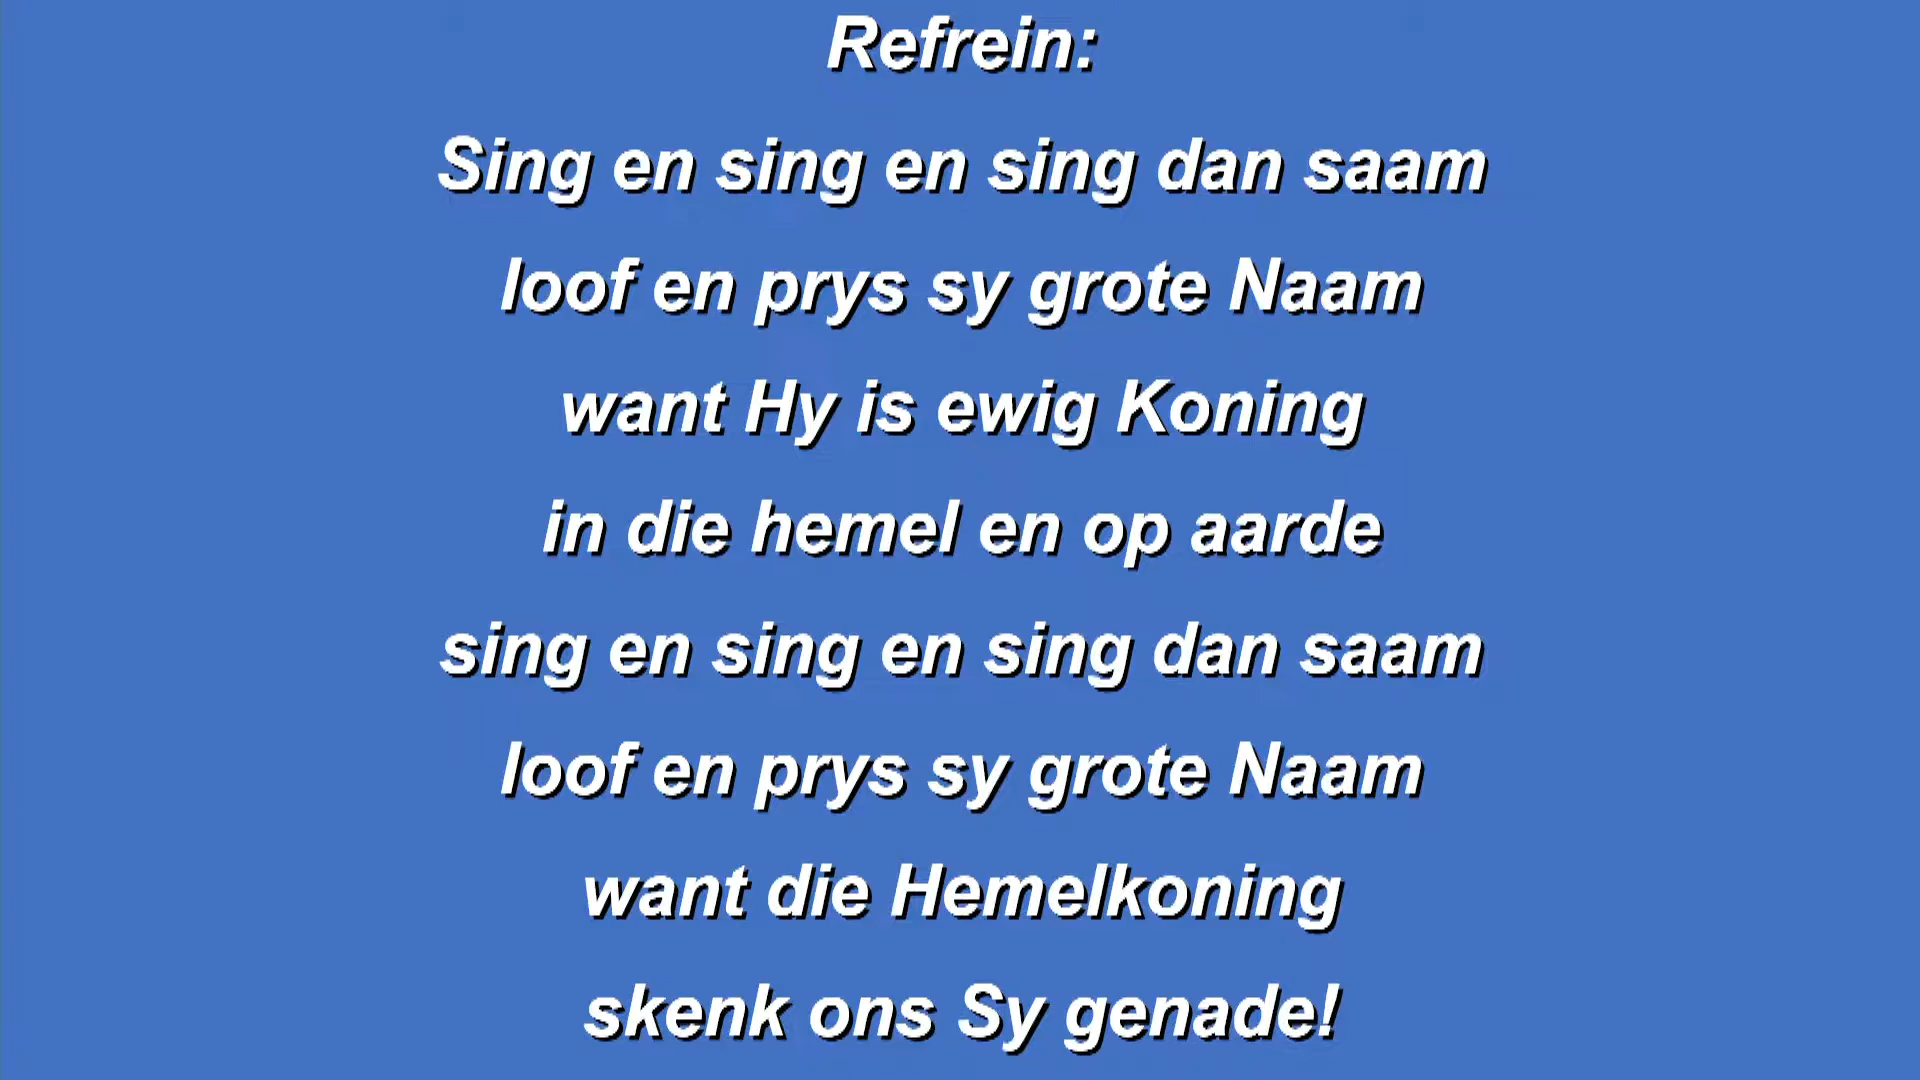 Refrein:
Sing en sing en sing dan saam
loof en prys sy grote Naam
want Hy is ewig Koning
in die hemel en op aarde
sing en sing en sing dan saam
loof en prys sy grote Naam
want die Hemelkoning
skenk ons Sy genade!